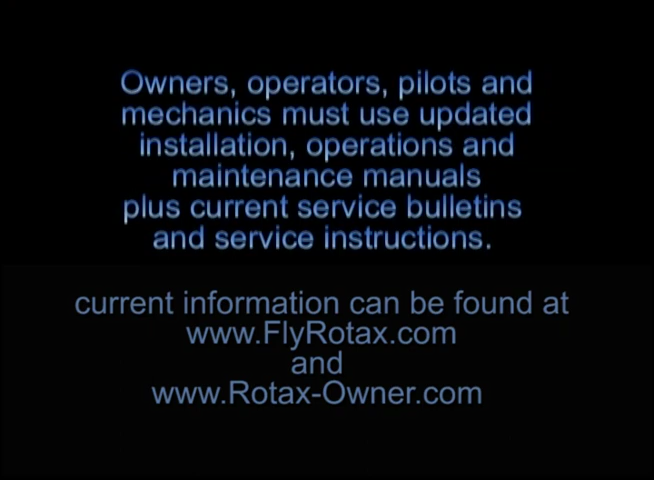 Owners, operators, pilots and
mechanics must use updated
installation, operations and
maintenance manuals
plus current service bulletins
and service instructions.
current information can be found at
www.FlyRotax.com
and
www.Rotax-Owner.com